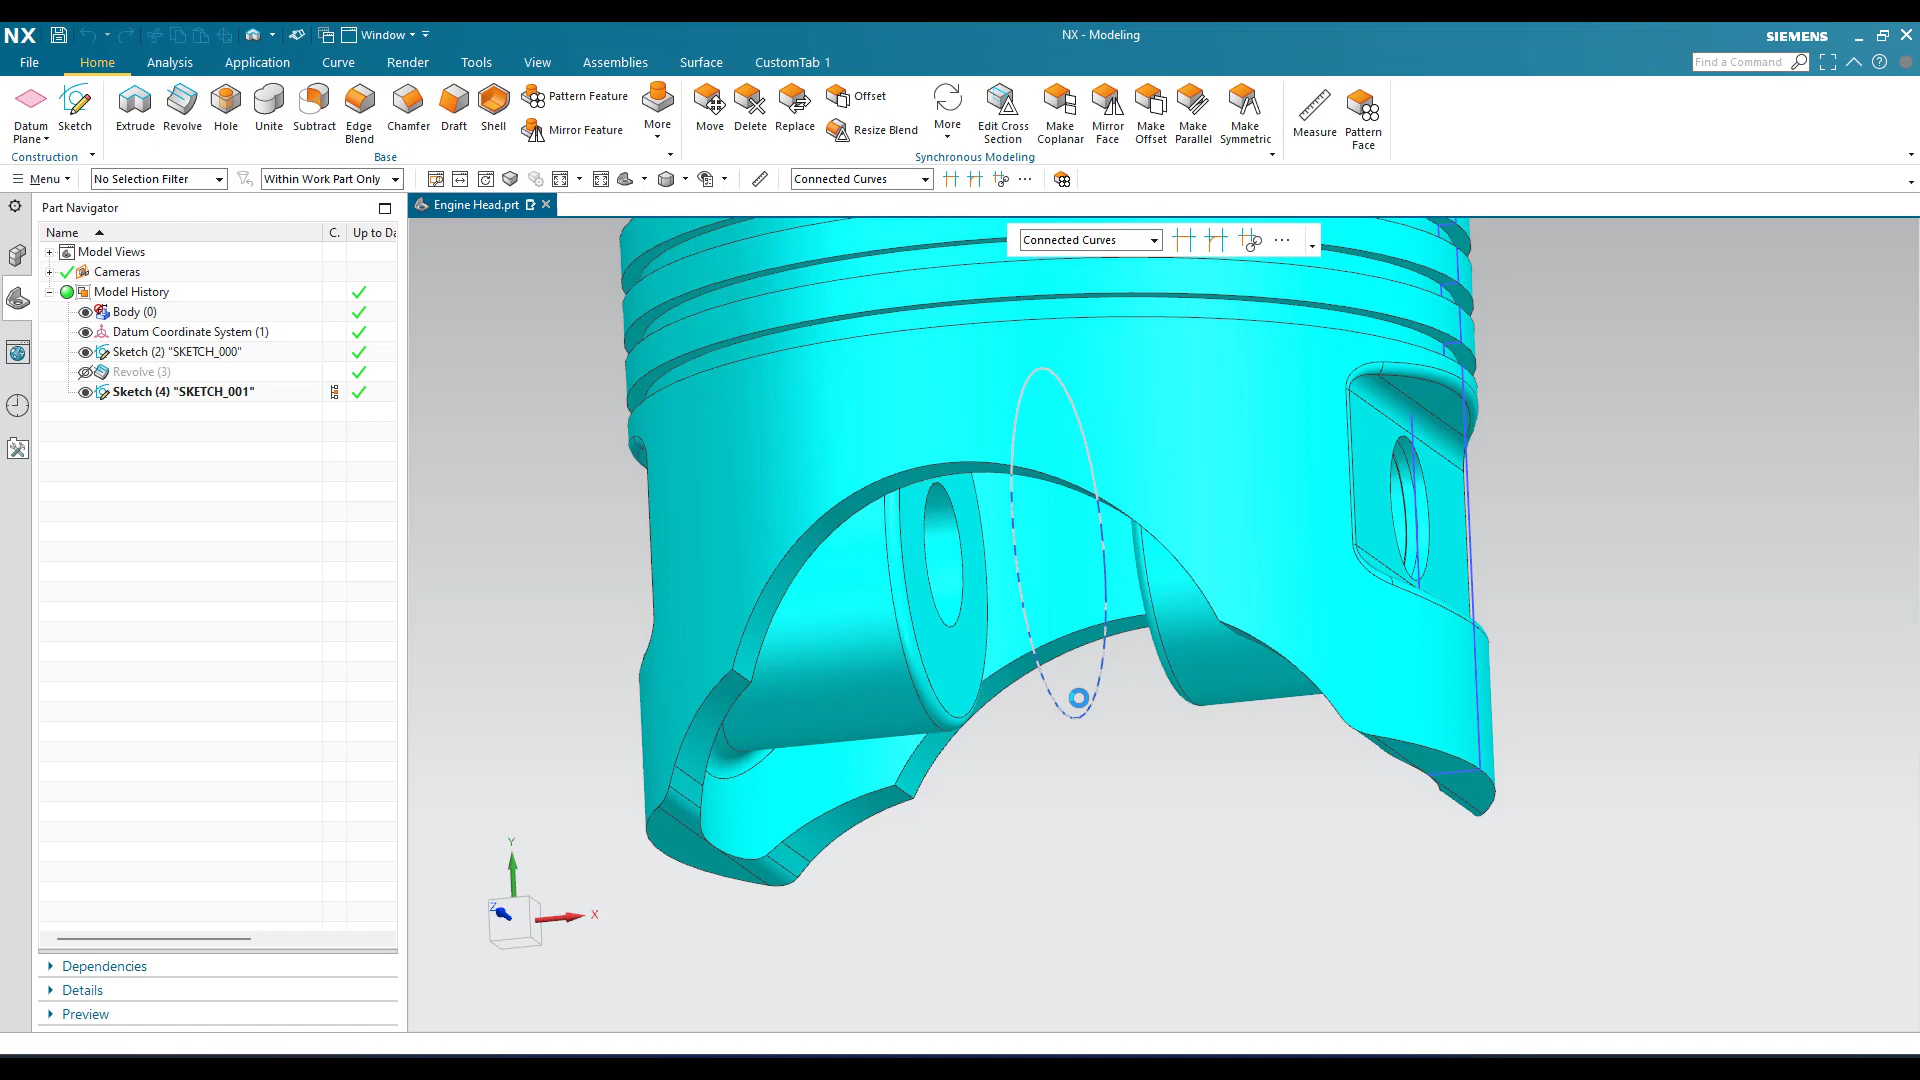 NX
Window
NX - Modeling
SIEMENS
File
Home
Analysis
Application
Curve
Render
Tools
View
Assemblies
Surface
CustomTab 1
Find a Command
Datum Plane
Sketch
Extrude
Revolve
Hole
Unite
Subtract
Edge Blend
Chamfer
Draft
Shell
Pattern Feature
Mirror Feature
More
Move
Delete
Replace
Offset
Resize Blend
More
Edit Cross Section
Make Coplanar
Mirror Face
Make Offset
Make Parallel
Make Symmetric
Measure
Pattern Face
Construction
Base
Synchronous Modeling
Menu
No Selection Filter
Within Work Part Only
Connected Curves
Part Navigator
Engine Head.prt
Name
C.
Up to Da
Connected Curves
Model Views
Cameras
Model History
Body (0)
Datum Coordinate System (1)
Sketch (2) "SKETCH_000"
Revolve (3)
Sketch (4) "SKETCH_001"
Y
Z
X
Dependencies
Details
Preview